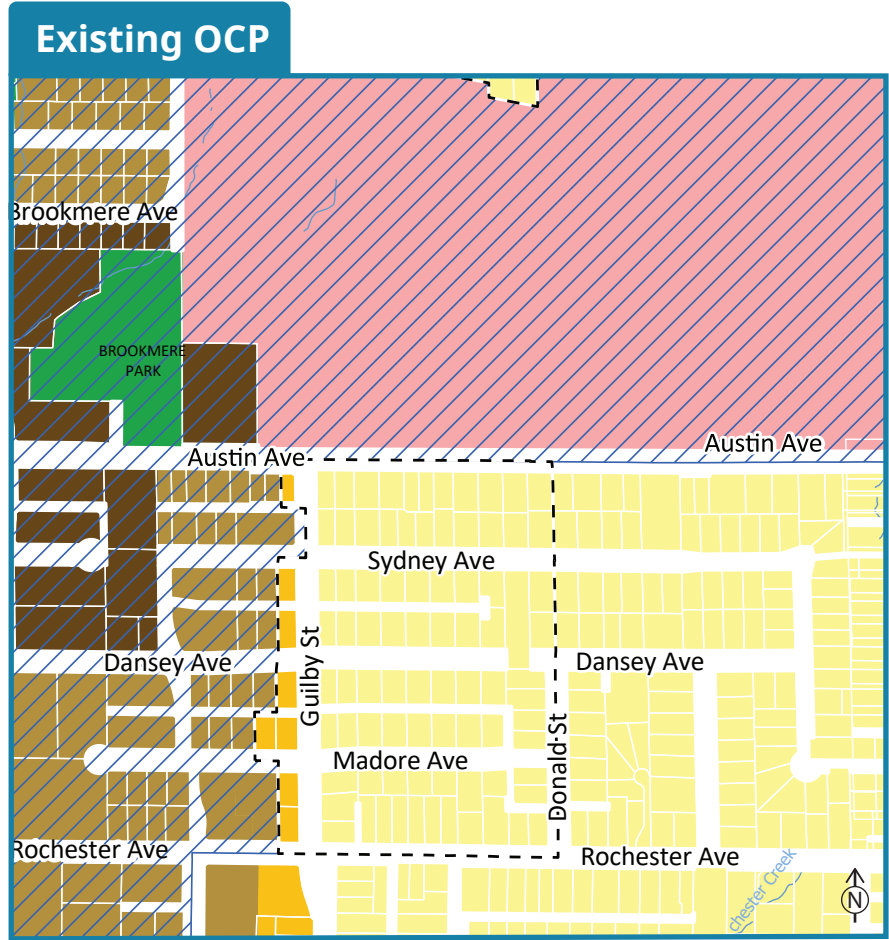 Existing OCP
Brookmere Ave
BROOKMERE
PARK
Austin Ave
Austin Ave
Sydney Ave
Guilby St
Dansey Ave
Dansey Ave
Donald St
Madore Ave
Rochester Ave
Rochester Ave
chester Creek
N